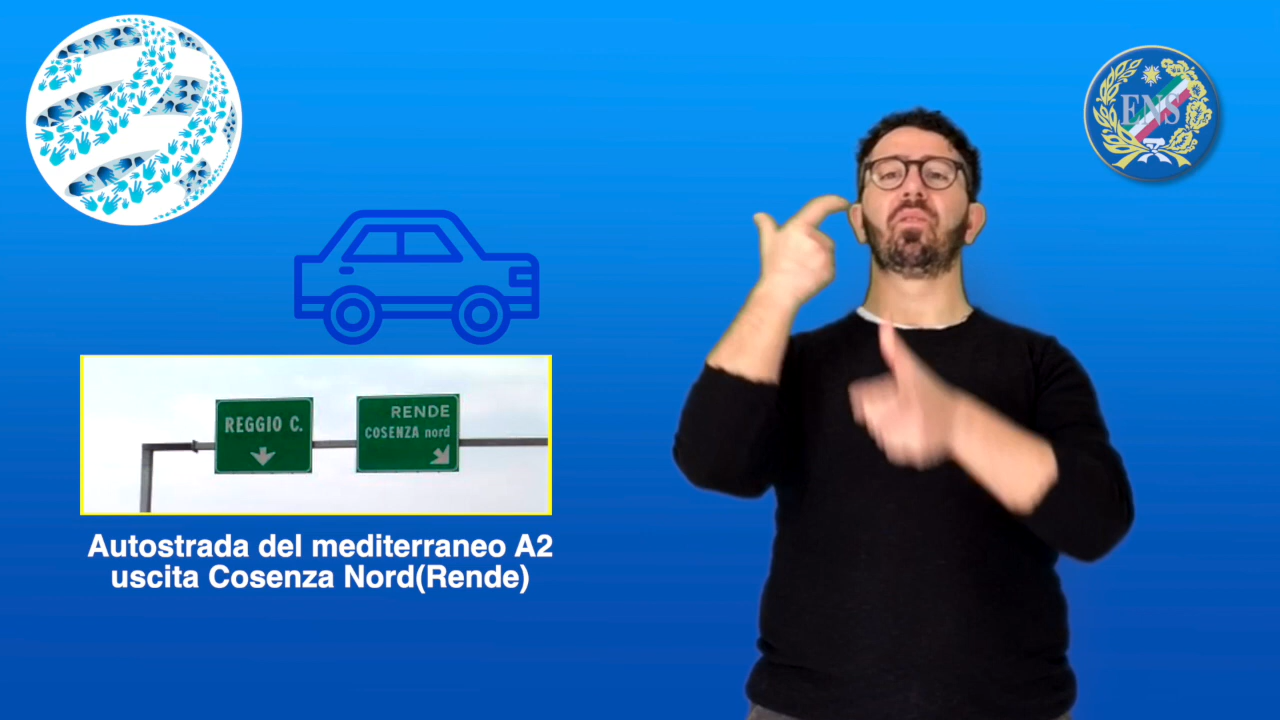 ENS
REGGIO C.
RENDE
COSENZA nord
Autostrada del mediterraneo A2
uscita Cosenza Nord(Rende)